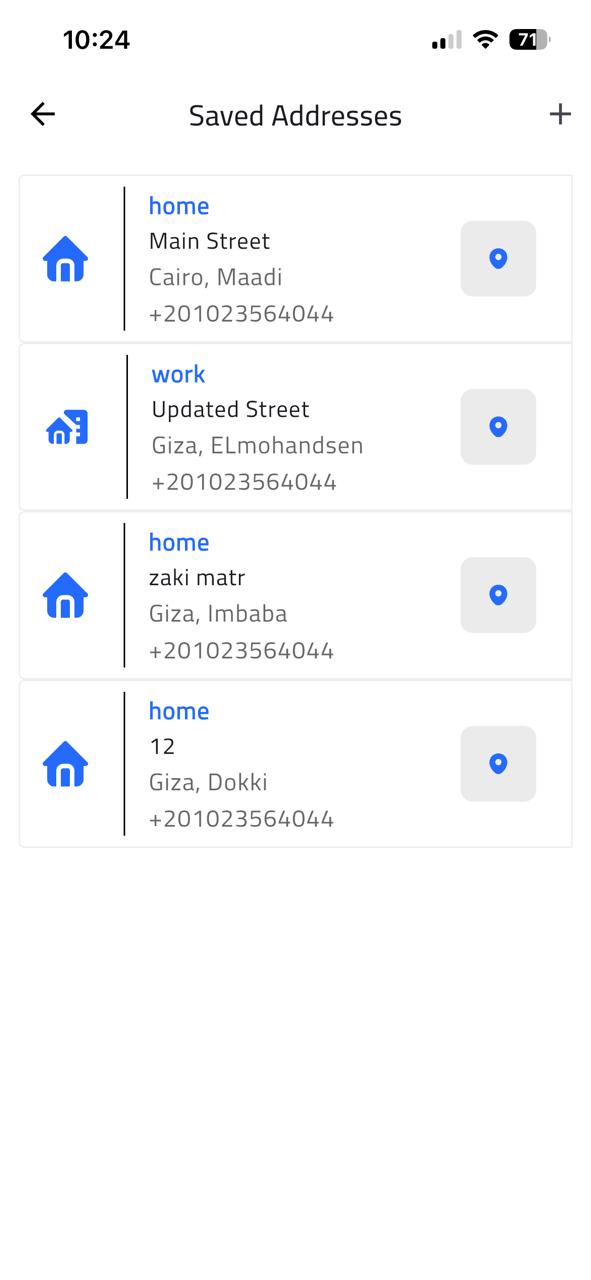 10:24
71
Saved Addresses
home
Main Street
Cairo, Maadi
+201023564044
work
Updated Street
Giza, ELmohandsen
+201023564044
home
zaki matr
Giza, Imbaba
+201023564044
home
12
Giza, Dokki
+201023564044